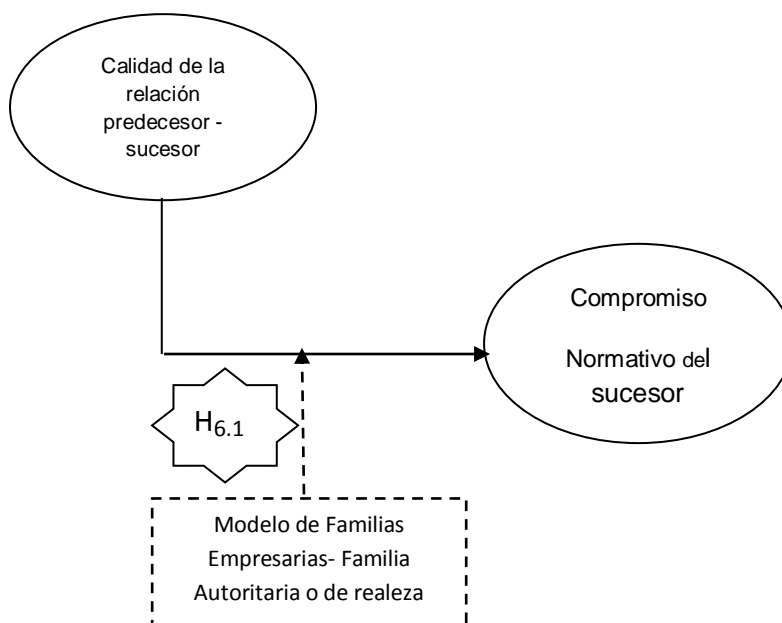 Calidad de la
relación
predecesor -
sucesor
Compromiso
Normativo del
sucesor
H6.1
Modelo de Familias
Empresarias- Familia
Autoritaria o de realeza